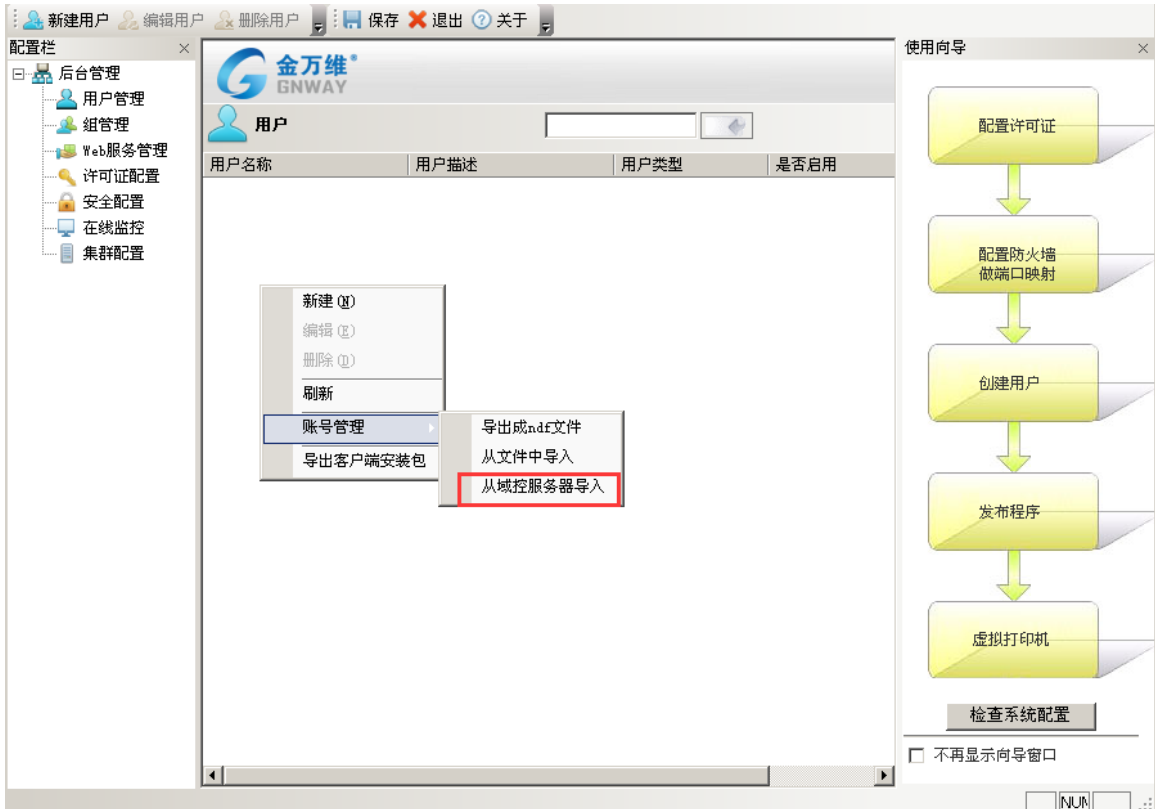 新建用户 编辑用户 删除用户 保存 退出 关于
配置栏
后台管理
用户管理
组管理
Web服务管理
许可证配置
安全配置
在线监控
集群配置
金万维®
GNWAY
用户
用户名称 用户描述 用户类型 是否启用
新建(N)
编辑(E)
删除(D)
刷新
账号管理
导出客户端安装包
导出成ndf文件
从文件中导入
从域控服务器导入
使用向导
配置许可证
配置防火墙
做端口映射
创建用户
发布程序
虚拟打印机
检查系统配置
不再显示向导窗口